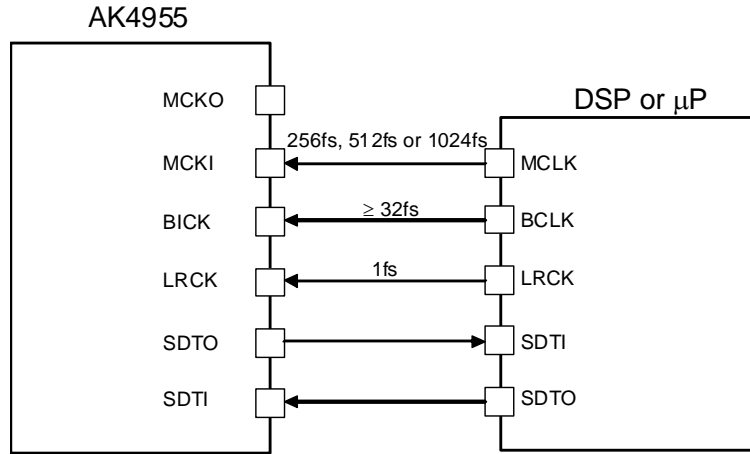 AK4955
DSP or μP
MCKO
256fs, 512fs or 1024fs
MCKI
MCLK
≥ 32fs
BICK
BCLK
1fs
LRCK
LRCK
SDTO
SDTI
SDTI
SDTO